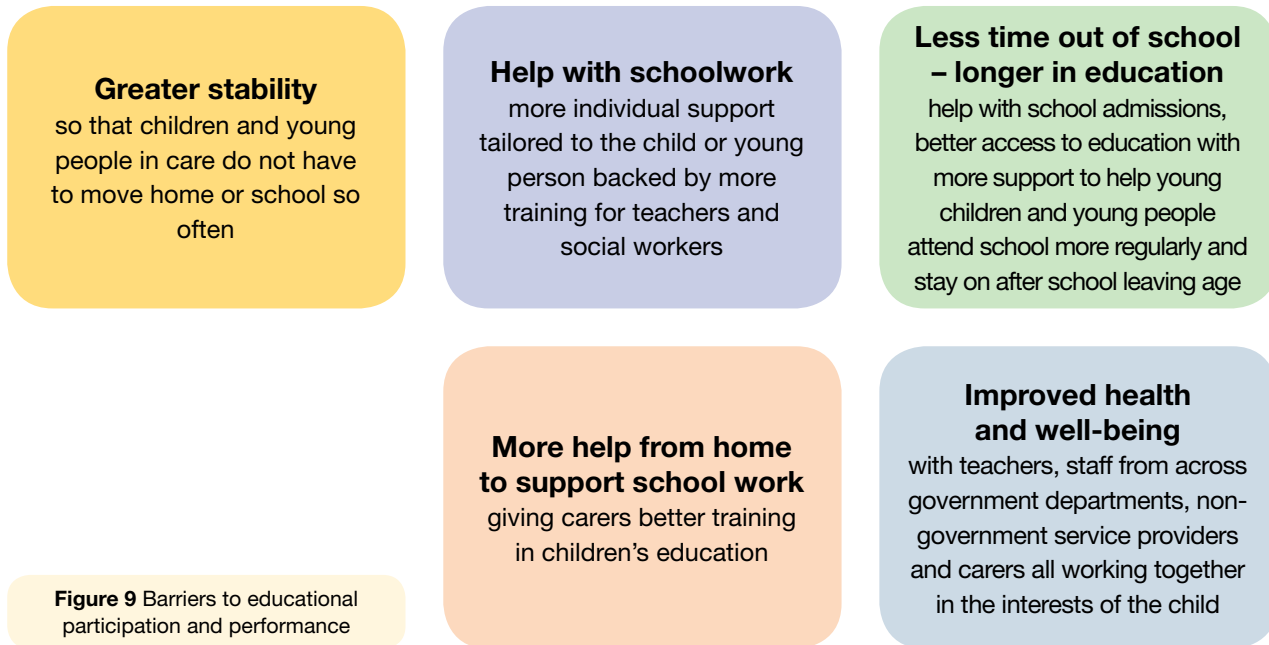 Greater stability
so that children and young
people in care do not have
to move home or school so
often
Help with schoolwork
more individual support
tailored to the child or young
person backed by more
training for teachers and
social workers
Less time out of school
– longer in education
help with school admissions,
better access to education with
more support to help young
children and young people
attend school more regularly and
stay on after school leaving age
More help from home
to support school work
giving carers better training
in children’s education
Improved health
and well-being
with teachers, staff from across
government departments, non-
government service providers
and carers all working together
in the interests of the child
Figure 9 Barriers to educational
participation and performance